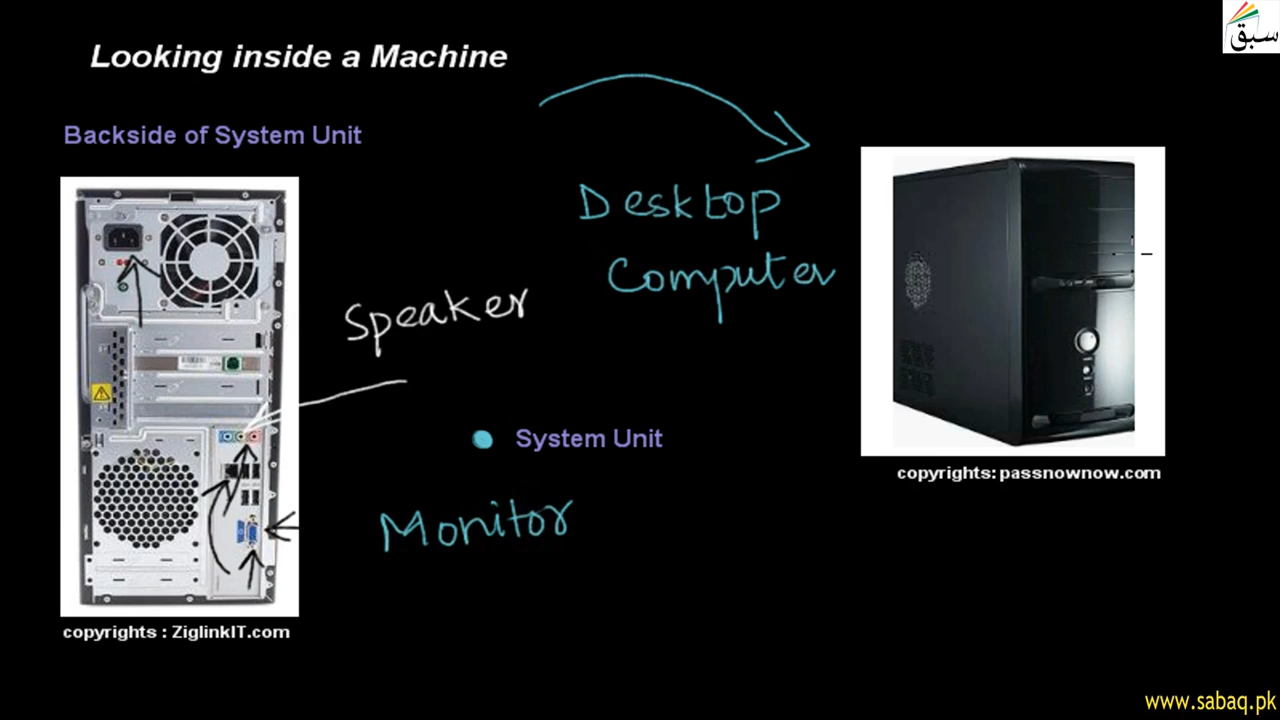 سبق
Looking inside a Machine
Backside of System Unit
Desktop
Computer
Speaker
System Unit
Monitor
copyrights: passnownow.com
copyrights : ZiglinkIT.com
www.sabaq.pk